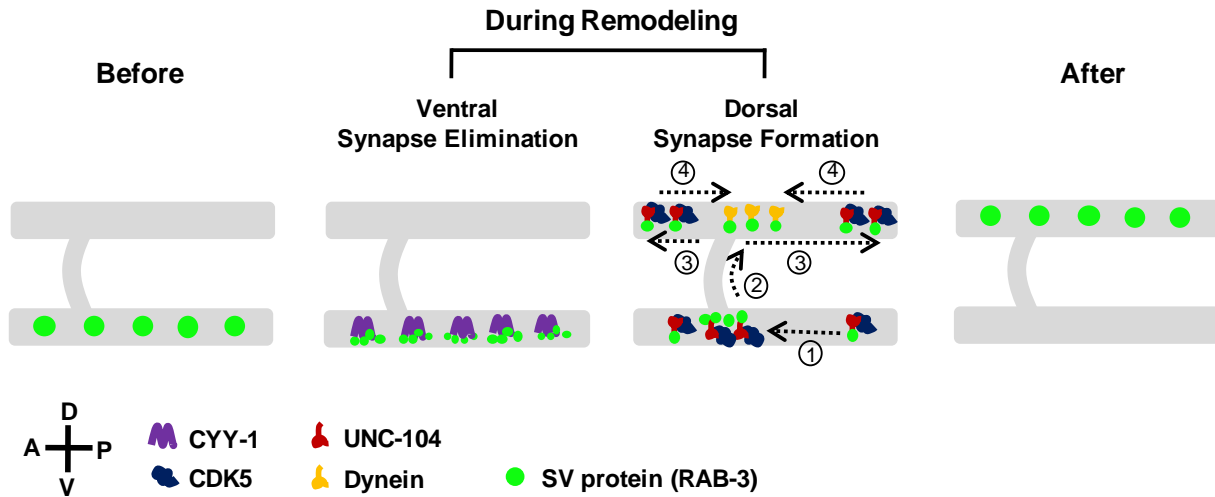 During Remodeling
Before
After
Ventral
Synapse Elimination
Dorsal
Synapse Formation
④
④
③
③
②
①
D
A
P
V
CYY-1
UNC-104
CDK5
Dynein
SV protein (RAB-3)